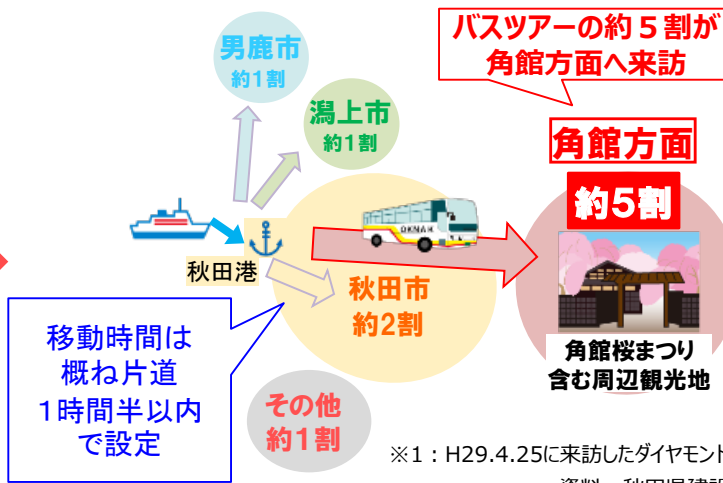 バスツアーの約５割が
角館方面へ来訪
男鹿市
約1割
潟上市
約1割
角館方面
約5割
秋田港
秋田市
約2割
角館桜まつり
含む周辺観光地
移動時間は
概ね片道
1時間半以内
で設定
その他
約1割
※1：H29.4.25に来訪したダイヤモンド